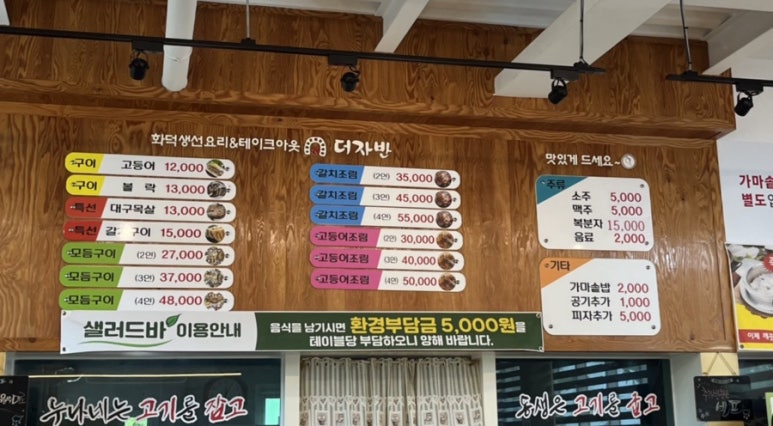 화덕생선요리&테이크아웃 더자반
구이 고등어 12,000
구이 볼락 13,000
특선 대구목살 13,000
특선 갈치구이 15,000
모듬구이 (2인) 27,000
모듬구이 (3인) 37,000
모듬구이 (4인) 48,000
갈치조림 (2인) 35,000
갈치조림 (3인) 45,000
갈치조림 (4인) 55,000
고등어조림 (2인) 30,000
고등어조림 (3인) 40,000
고등어조림 (4인) 50,000
맛있게 드세요~
주류
소주 5,000
맥주 5,000
복분자 15,000
음료 2,000
기타
가마솥밥 2,000
공기추가 1,000
피자추가 5,000
가마솥
별도
샐러드바 이용안내
음식을 남기시면 환경부담금 5,000원을
테이블당 부담하오니 양해 바랍니다.
누나네는 고기를 잡고
동생은 고기를 굽고